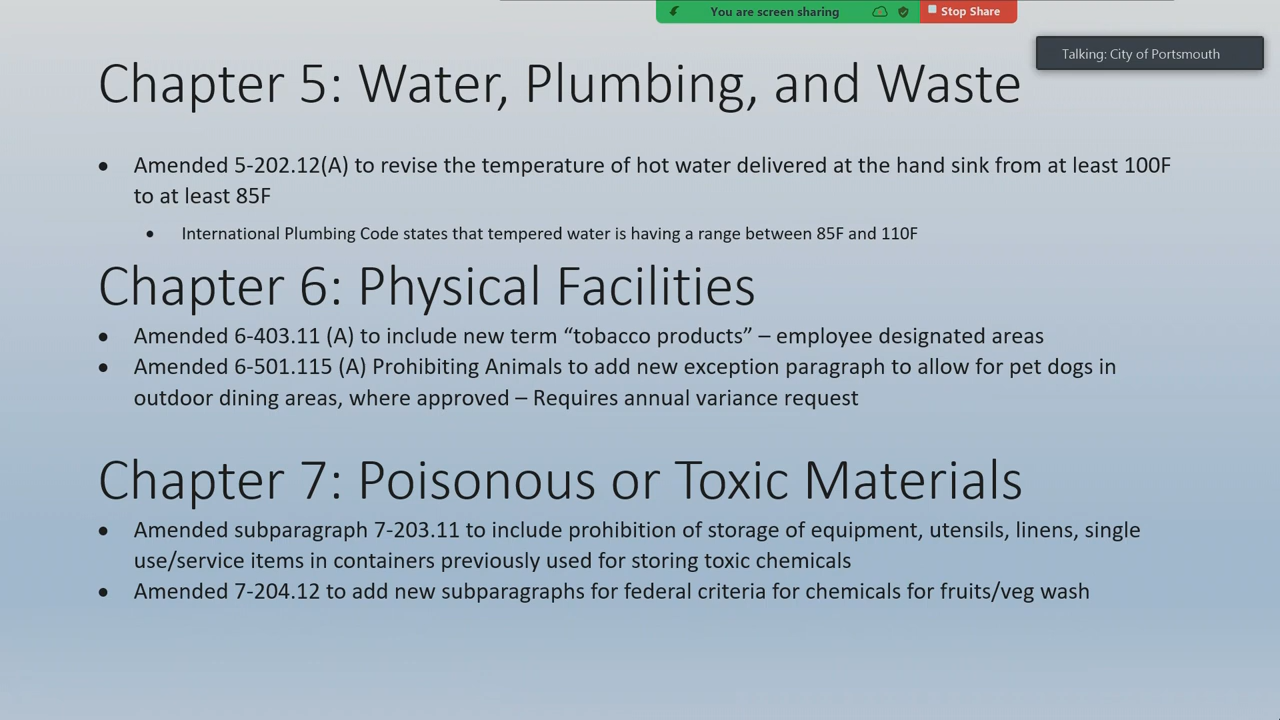 You are screen sharing
Stop Share
Talking: City of Portsmouth
Chapter 5: Water, Plumbing, and Waste
• Amended 5-202.12(A) to revise the temperature of hot water delivered at the hand sink from at least 100F
to at least 85F
• International Plumbing Code states that tempered water is having a range between 85F and 110F
Chapter 6: Physical Facilities
• Amended 6-403.11 (A) to include new term “tobacco products” – employee designated areas
• Amended 6-501.115 (A) Prohibiting Animals to add new exception paragraph to allow for pet dogs in
outdoor dining areas, where approved – Requires annual variance request
Chapter 7: Poisonous or Toxic Materials
• Amended subparagraph 7-203.11 to include prohibition of storage of equipment, utensils, linens, single
use/service items in containers previously used for storing toxic chemicals
• Amended 7-204.12 to add new subparagraphs for federal criteria for chemicals for fruits/veg wash